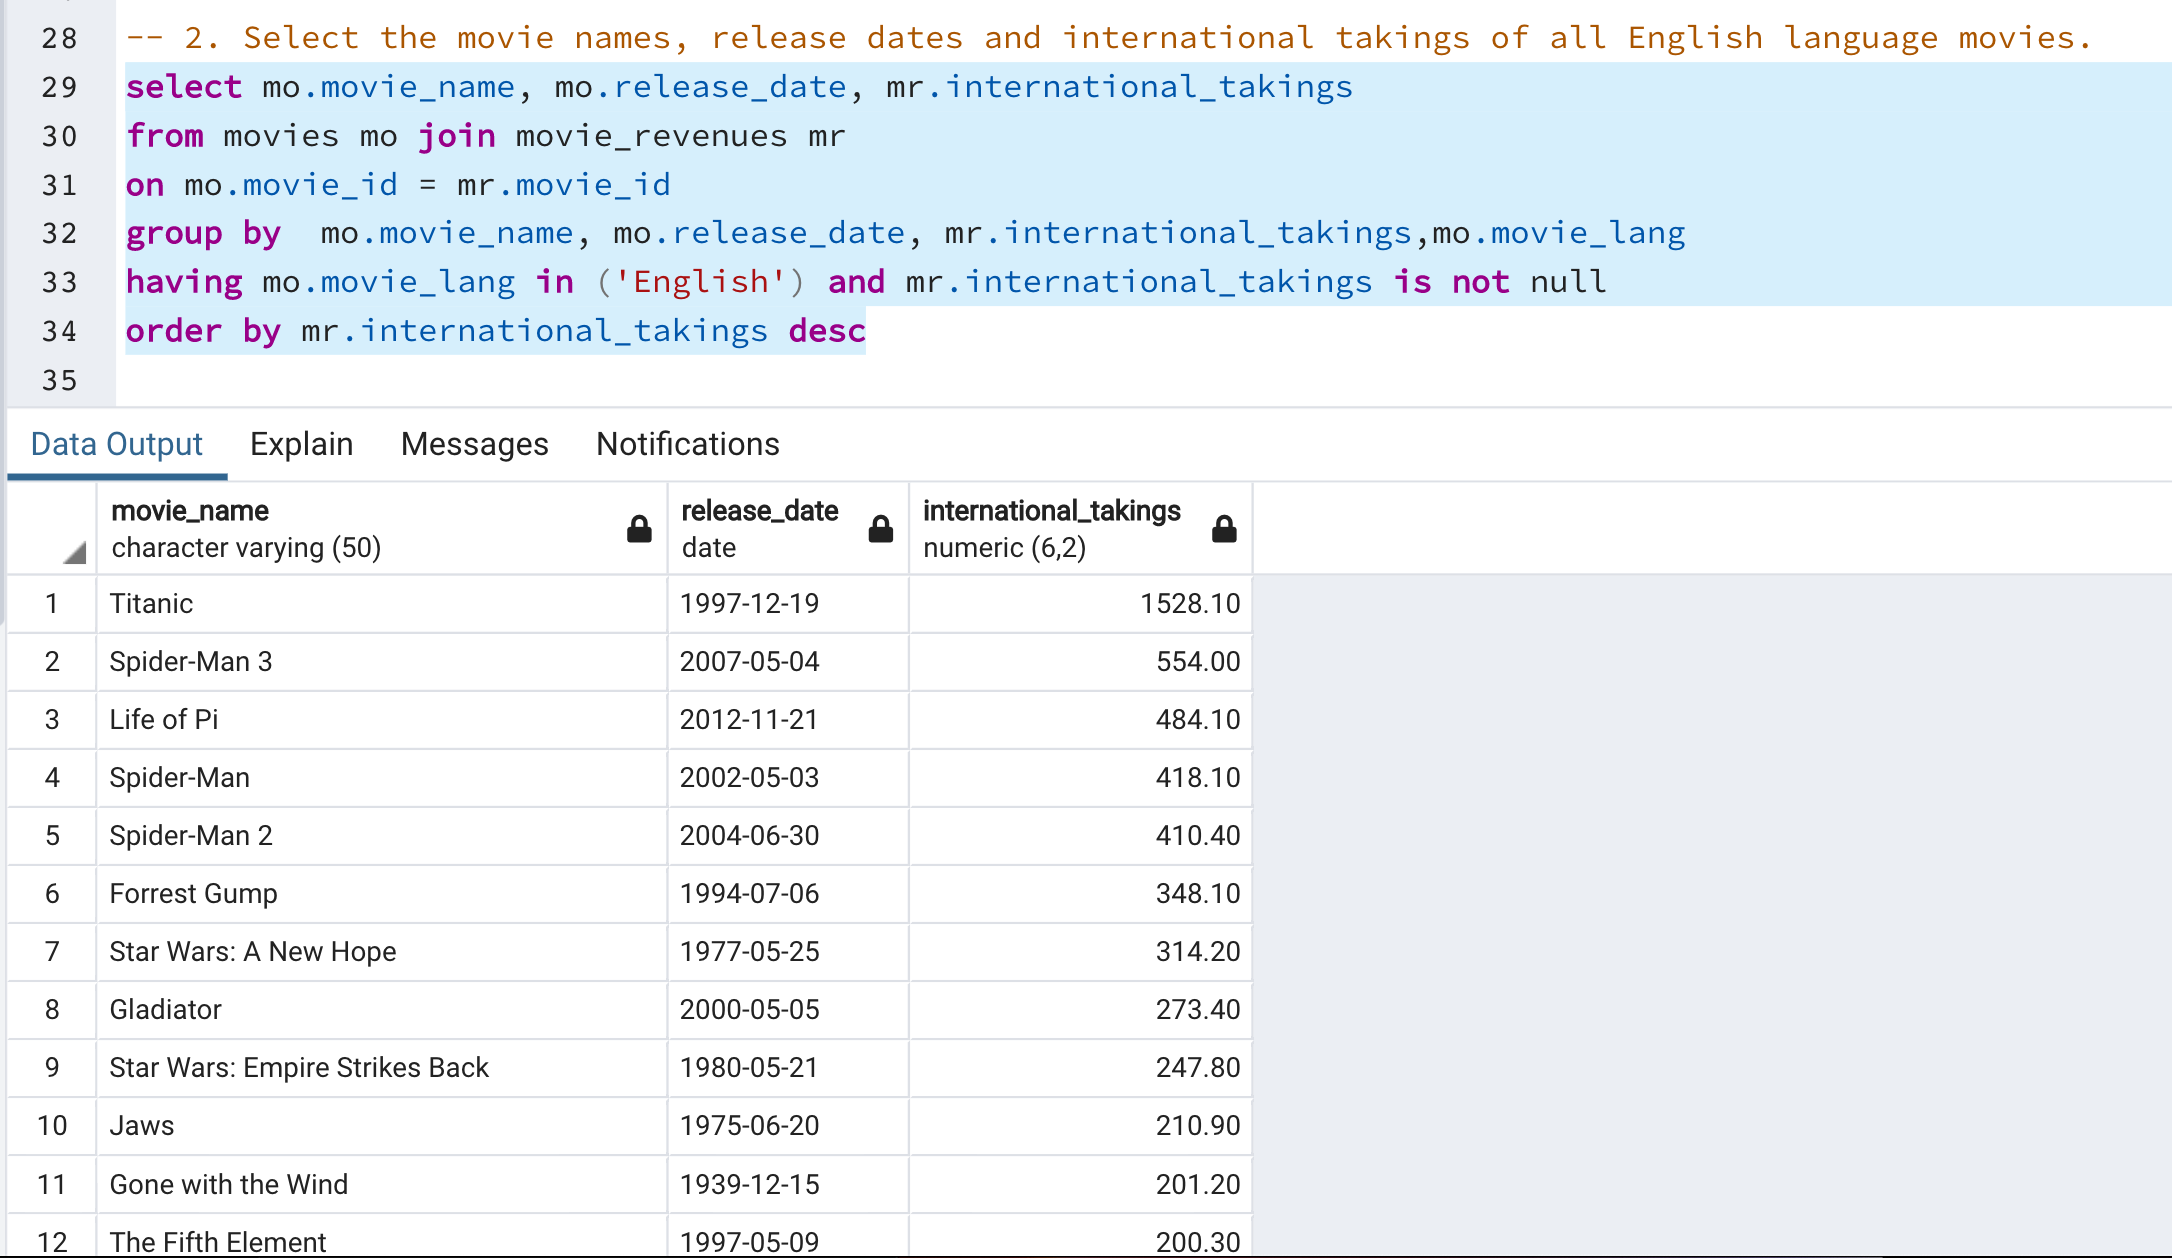 28 -- 2. Select the movie names, release dates and international takings of all English language movies.
29 select mo.movie_name, mo.release_date, mr.international_takings
30 from movies mo join movie_revenues mr
31 on mo.movie_id = mr.movie_id
32 group by  mo.movie_name, mo.release_date, mr.international_takings,mo.movie_lang
33 having mo.movie_lang in ('English') and mr.international_takings is not null
34 order by mr.international_takings desc
35
Data Output Explain Messages Notifications
movie_name release_date international_takings
character varying (50) date numeric (6,2)
1 Titanic 1997-12-19 1528.10
2 Spider-Man 3 2007-05-04 554.00
3 Life of Pi 2012-11-21 484.10
4 Spider-Man 2002-05-03 418.10
5 Spider-Man 2 2004-06-30 410.40
6 Forrest Gump 1994-07-06 348.10
7 Star Wars: A New Hope 1977-05-25 314.20
8 Gladiator 2000-05-05 273.40
9 Star Wars: Empire Strikes Back 1980-05-21 247.80
10 Jaws 1975-06-20 210.90
11 Gone with the Wind 1939-12-15 201.20
12 The Fifth Element 1997-05-09 200.30